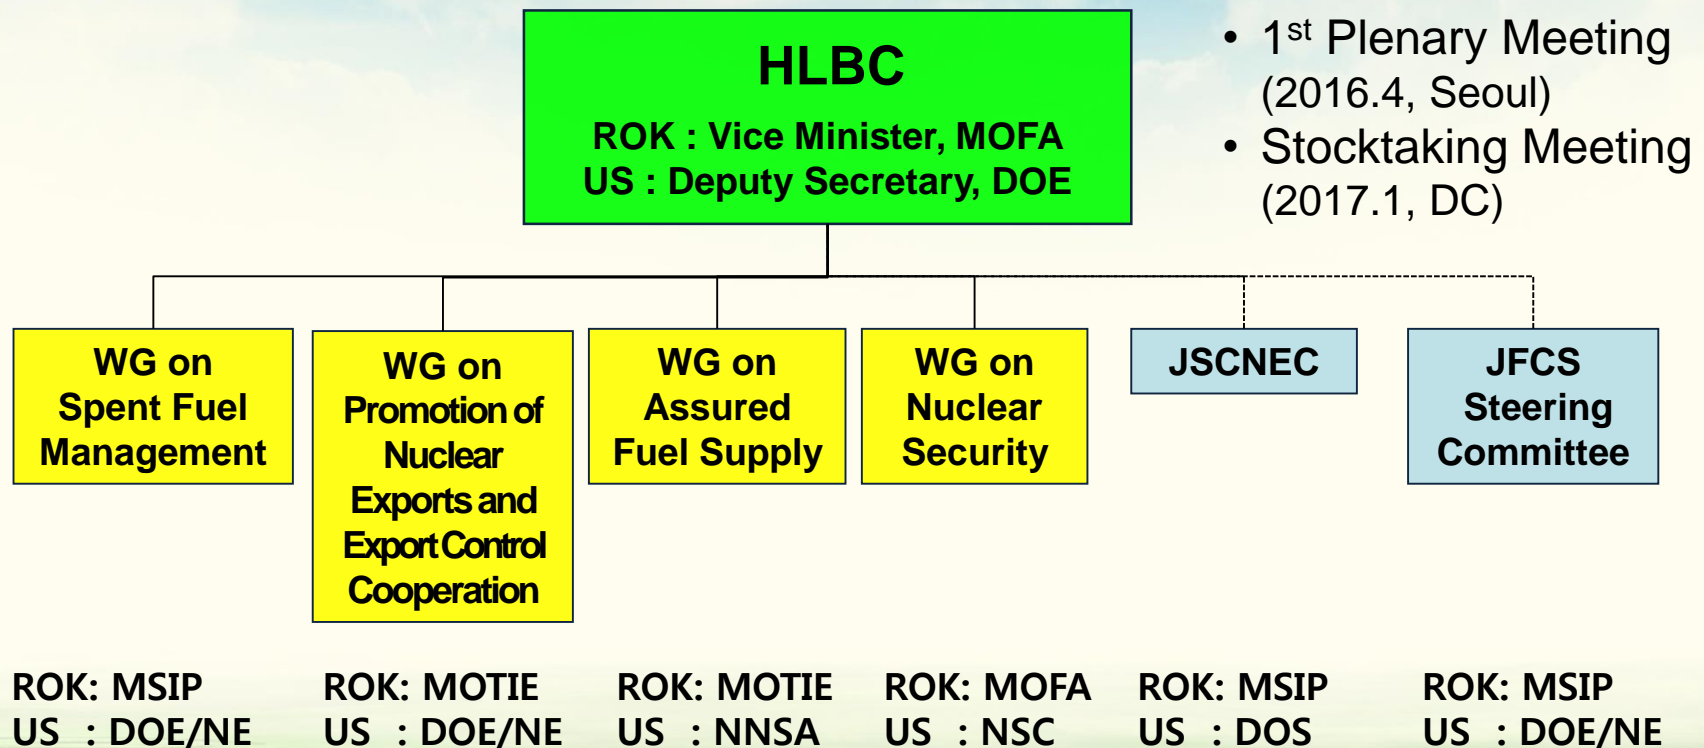 HLBC
ROK : Vice Minister, MOFA
US : Deputy Secretary, DOE
• 1st Plenary Meeting
(2016.4, Seoul)
• Stocktaking Meeting
(2017.1, DC)
WG on
Spent Fuel
Management
WG on
Promotion of
Nuclear
Exports and
Export Control
Cooperation
WG on
Assured
Fuel Supply
WG on
Nuclear
Security
JSCNEC
JFCS
Steering
Committee
ROK: MSIP
US : DOE/NE
ROK: MOTIE
US : DOE/NE
ROK: MOTIE
US : NNSA
ROK: MOFA
US : NSC
ROK: MSIP
US : DOS
ROK: MSIP
US : DOE/NE